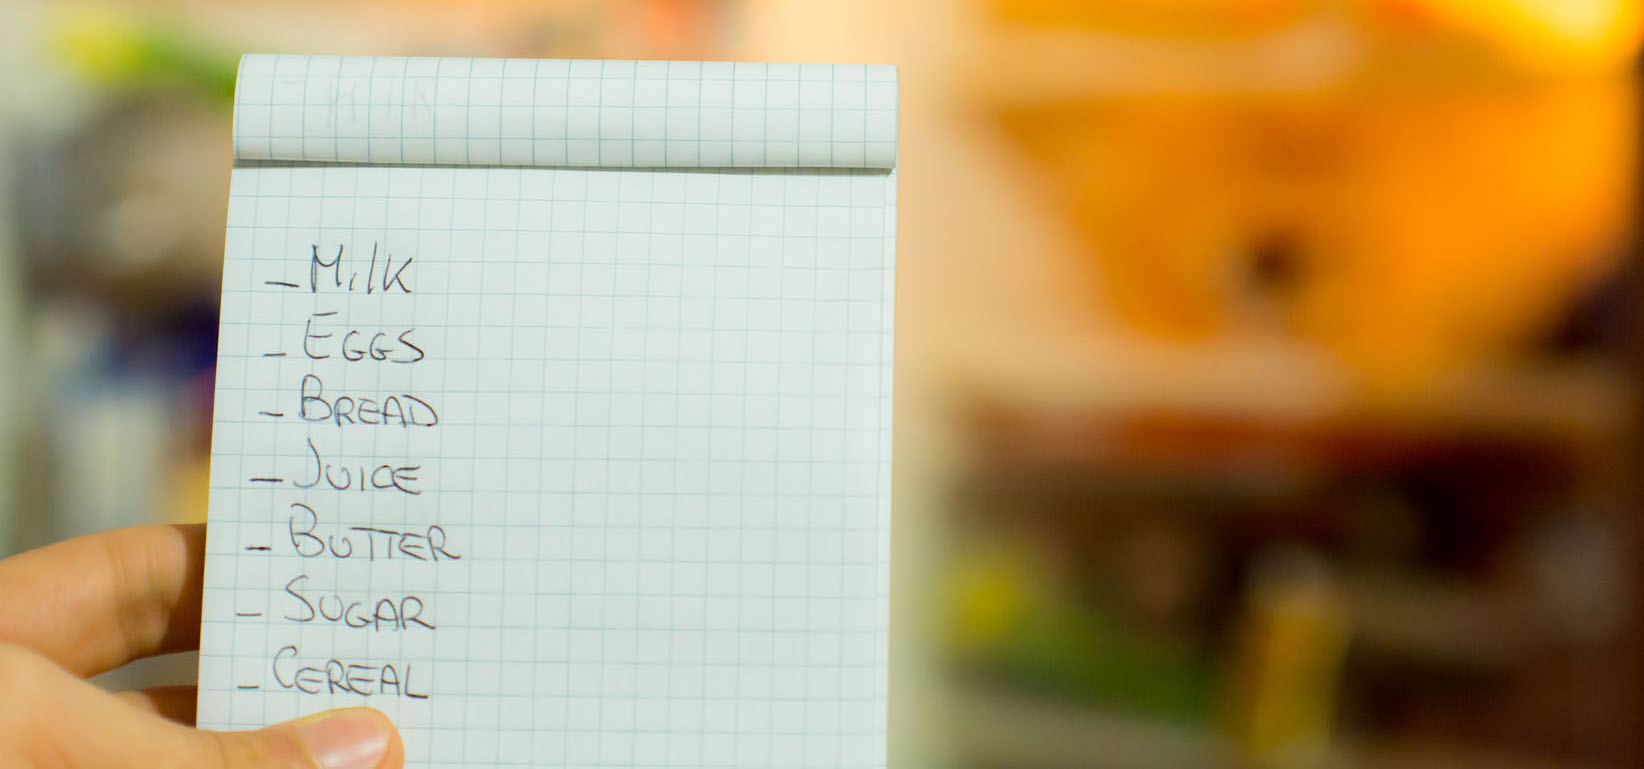 - Milk
- EGGS
- BREAD
- JUICE
- BUTTER
- SUGAR
- CEREAL